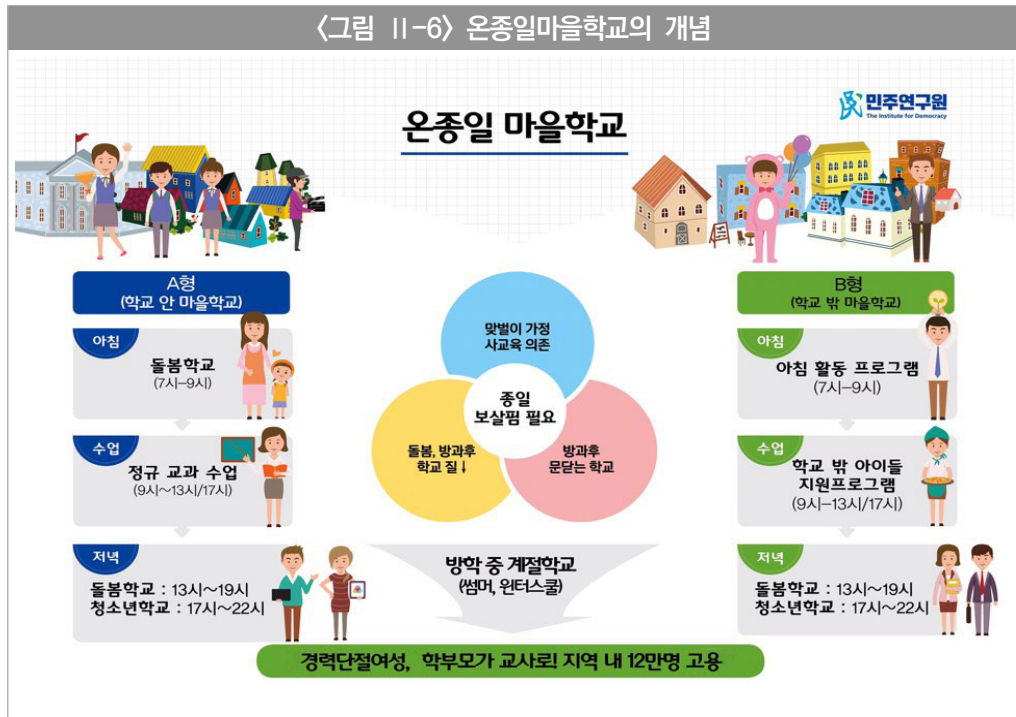 〈그림 Ⅱ-6〉 온종일마을학교의 개념
民 민주연구원
The Institute for Democracy
온종일 마을학교
A형
(학교 안 마을학교)
아침
돌봄학교
(7시-9시)
수업
정규 교과 수업
(9시~13시/17시)
저녁
돌봄학교 : 13시~19시
청소년학교 : 17시~22시
맞벌이 가정
사교육 의존
종일
보살핌 필요
돌봄, 방과후
학교 질↓
방과후
문닫는 학교
방학 중 계절학교
(썸머, 윈터스쿨)
B형
(학교 밖 마을학교)
아침
아침 활동 프로그램
(7시-9시)
수업
학교 밖 아이들
지원프로그램
(9시-13시/17시)
저녁
돌봄학교 : 13시~19시
청소년학교 : 17시~22시
경력단절여성, 학부모가 교사로! 지역 내 12만명 고용